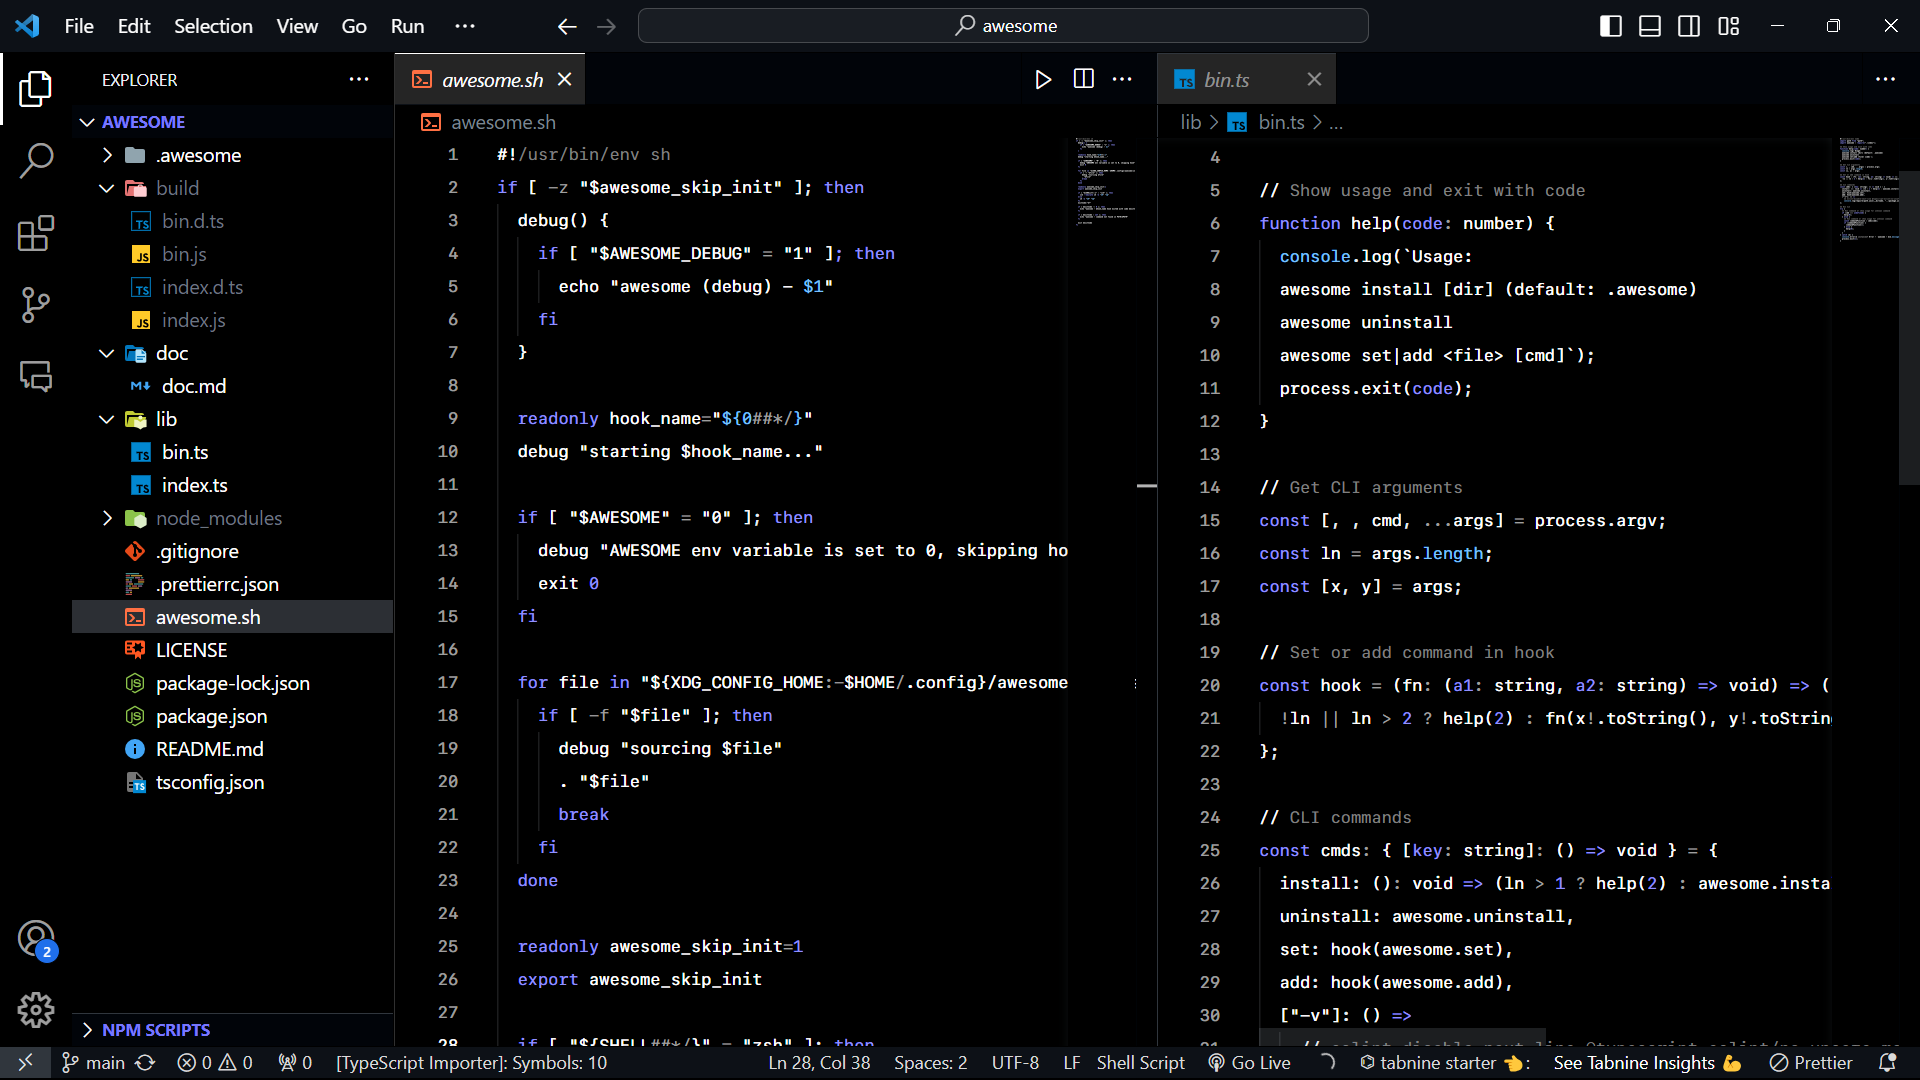 File Edit Selection View Go Run ···
awesome
EXPLORER
AWESOME
.awesome
build
bin.d.ts
bin.js
index.d.ts
index.js
doc
doc.md
lib
bin.ts
index.ts
node_modules
.gitignore
.prettierrc.json
awesome.sh
LICENSE
package-lock.json
package.json
README.md
tsconfig.json
NPM SCRIPTS
2
awesome.sh
awesome.sh
1 #!/usr/bin/env sh
2 if [ -z "$awesome_skip_init" ]; then
3 debug() {
4 if [ "$AWESOME_DEBUG" = "1" ]; then
5 echo "awesome (debug) - $1"
6 fi
7 }
8
9 readonly hook_name="${0##*/}"
10 debug "starting $hook_name..."
11
12 if [ "$AWESOME" = "0" ]; then
13 debug "AWESOME env variable is set to 0, skipping ho
14 exit 0
15 fi
16
17 for file in "${XDG_CONFIG_HOME:-$HOME/.config}/awesome
18 if [ -f "$file" ]; then
19 debug "sourcing $file"
20 . "$file"
21 break
22 fi
23 done
24
25 readonly awesome_skip_init=1
26 export awesome_skip_init
27
28 if [ "${SHELL##*/}" = "zsh" ]; then
bin.ts
lib > bin.ts > ...
4
5 // Show usage and exit with code
6 function help(code: number) {
7 console.log(`Usage:
8 awesome install [dir] (default: .awesome)
9 awesome uninstall
10 awesome set|add <file> [cmd]`);
11 process.exit(code);
12 }
13
14 // Get CLI arguments
15 const [, , cmd, ...args] = process.argv;
16 const ln = args.length;
17 const [x, y] = args;
18
19 // Set or add command in hook
20 const hook = (fn: (a1: string, a2: string) => void) => (
21 !ln || ln > 2 ? help(2) : fn(x!.toString(), y!.toStrin
22 };
23
24 // CLI commands
25 const cmds: { [key: string]: () => void } = {
26 install: (): void => (ln > 1 ? help(2) : awesome.insta
27 uninstall: awesome.uninstall,
28 set: hook(awesome.set),
29 add: hook(awesome.add),
30 ["-v"]: () =>
main 0 0 0 [TypeScript Importer]: Symbols: 10 Ln 28, Col 38 Spaces: 2 UTF-8 LF Shell Script Go Live tabnine starter 👈: See Tabnine Insights 💪 Prettier